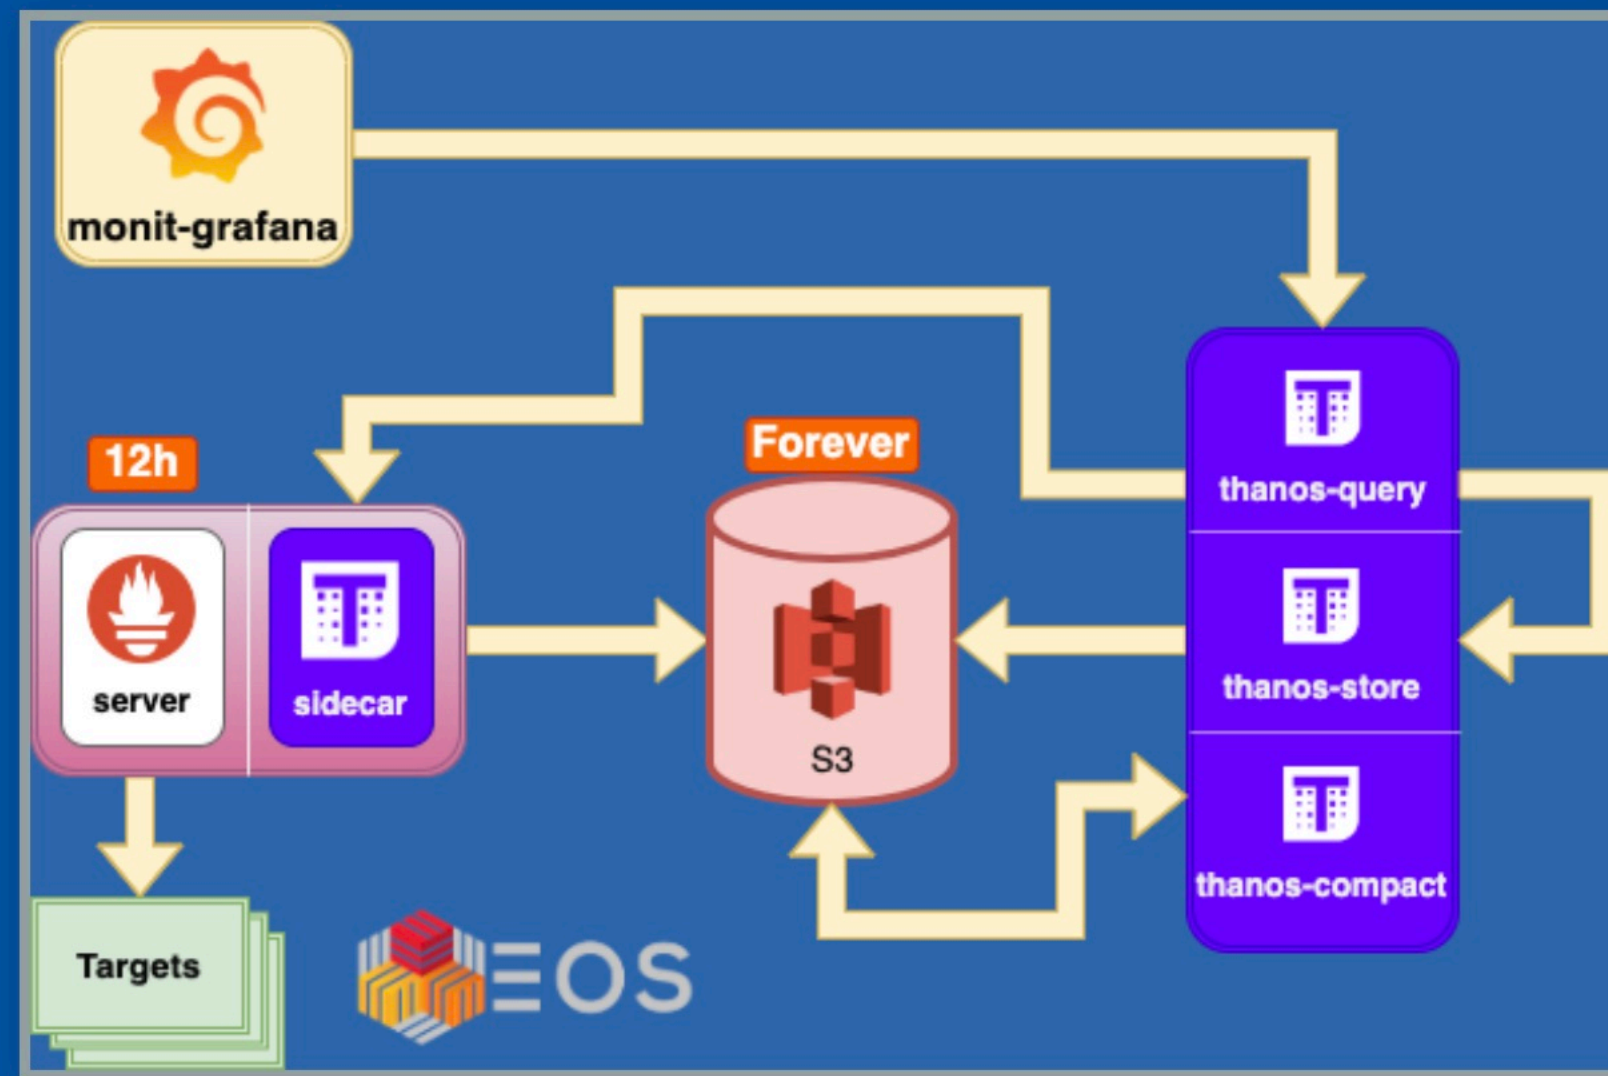 monit-grafana
12h
Forever
thanos-query
server
sidecar
thanos-store
S3
thanos-compact
Targets
EOS